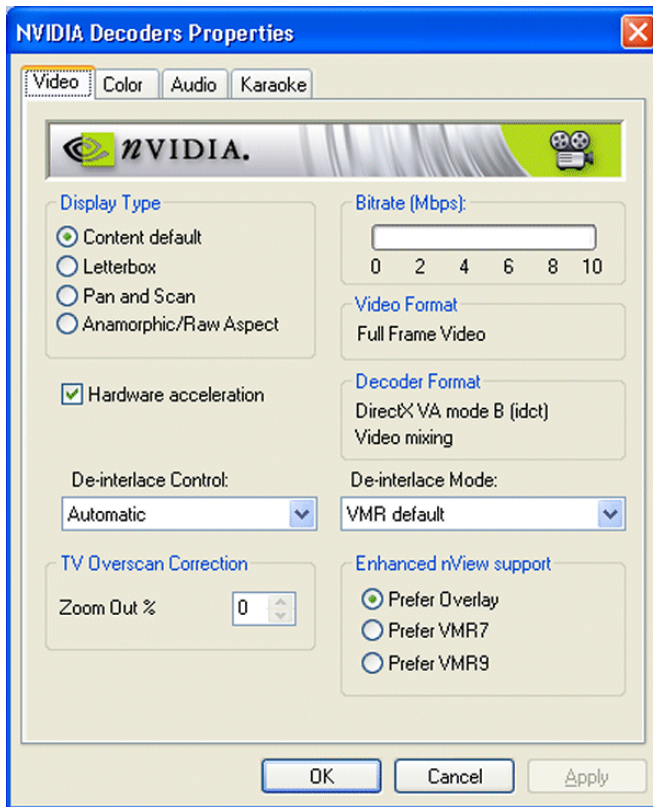 NVIDIA Decoders Properties
Video Color Audio Karaoke
nVIDIA.
Display Type
Content default
Letterbox
Pan and Scan
Anamorphic/Raw Aspect
Bitrate (Mbps):
0 2 4 6 8 10
Video Format
Full Frame Video
Hardware acceleration
Decoder Format
DirectX VA mode B (idct)
Video mixing
De-interlace Control:
Automatic
De-interlace Mode:
VMR default
TV Overscan Correction
Zoom Out % 0
Enhanced nView support
Prefer Overlay
Prefer VMR7
Prefer VMR9
OK Cancel Apply